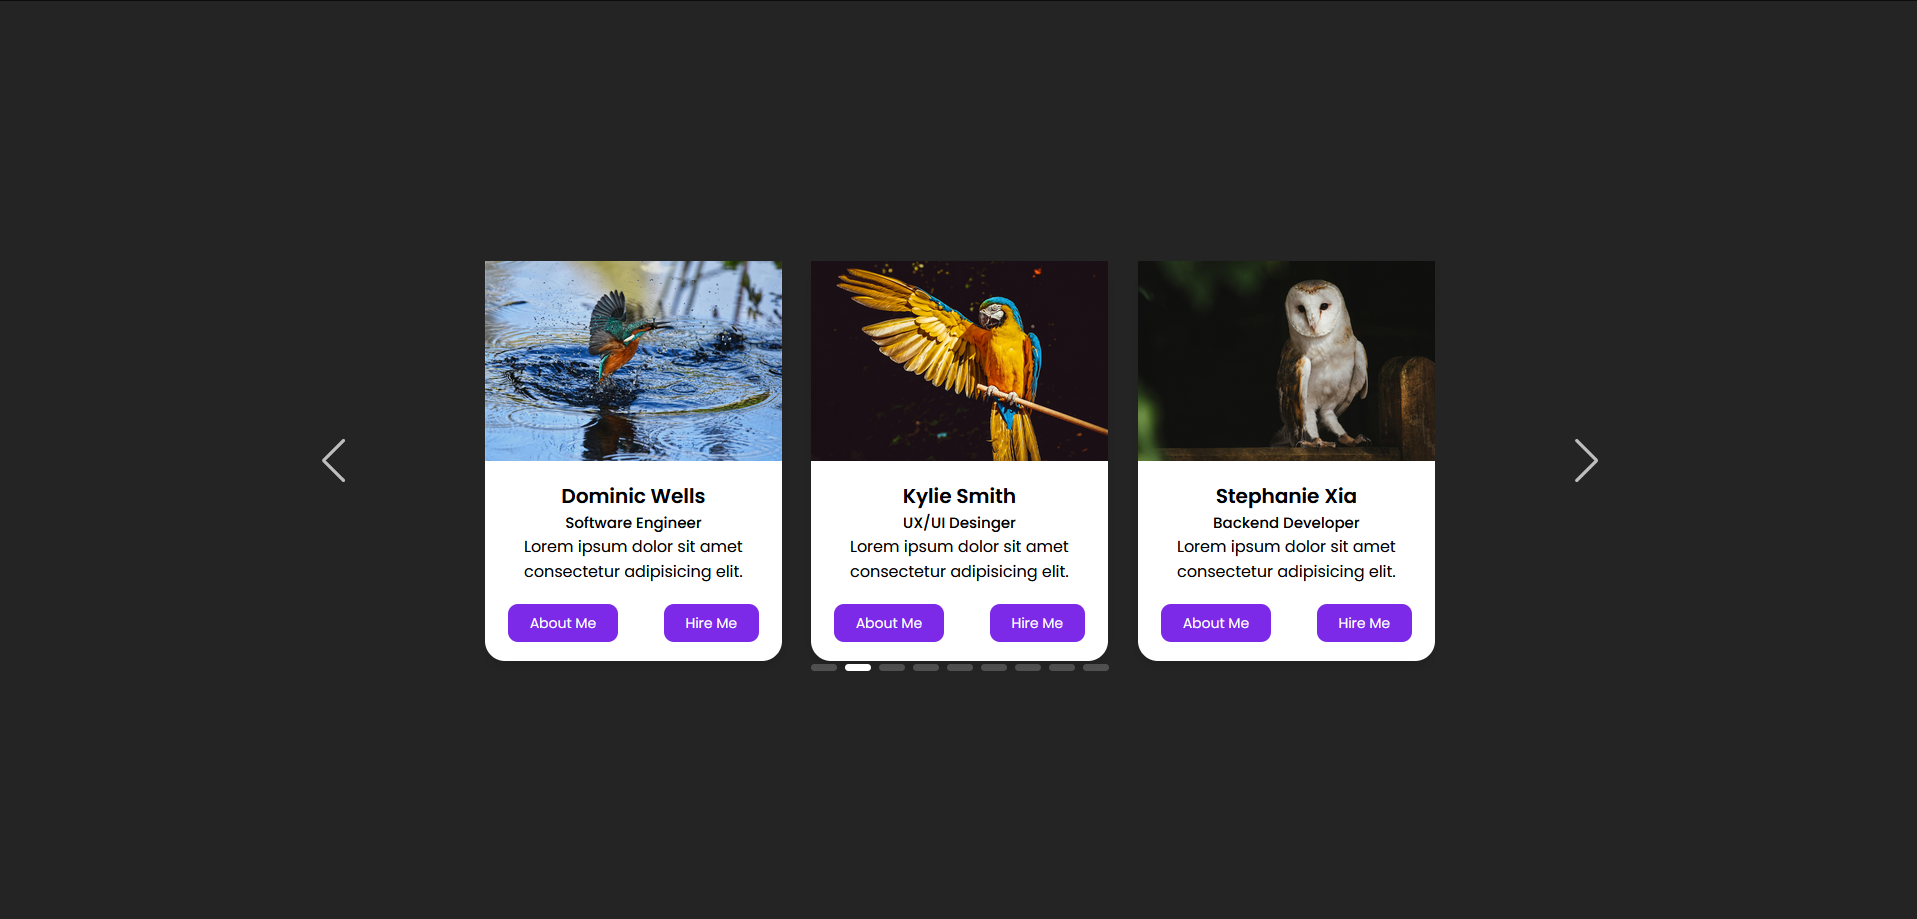 Dominic Wells
Software Engineer
Lorem ipsum dolor sit amet
consectetur adipisicing elit.
About Me
Hire Me
Kylie Smith
UX/UI Desinger
Lorem ipsum dolor sit amet
consectetur adipisicing elit.
About Me
Hire Me
Stephanie Xia
Backend Developer
Lorem ipsum dolor sit amet
consectetur adipisicing elit.
About Me
Hire Me